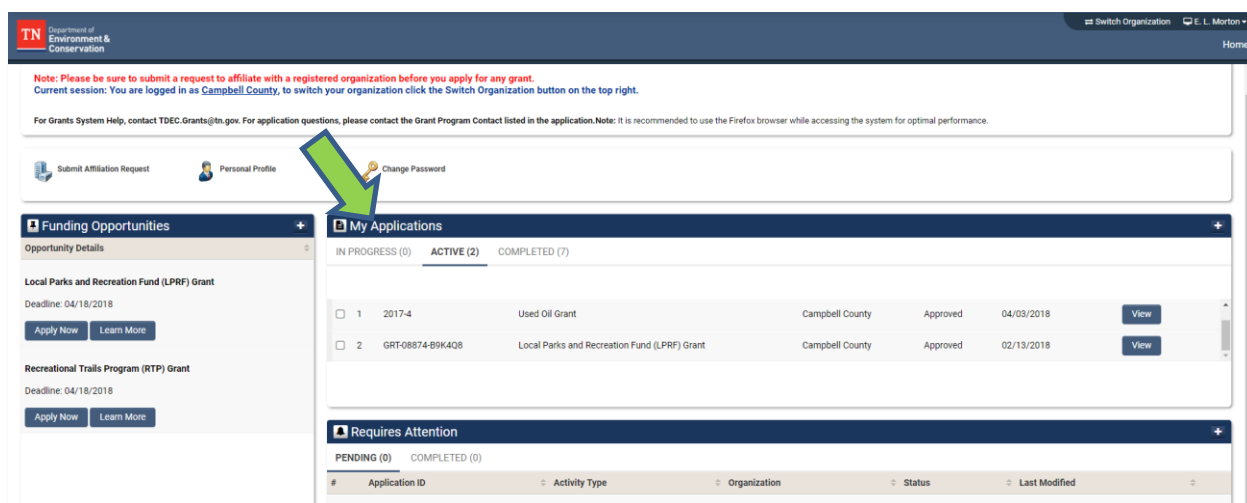 Switch Organization E. L. Morton
TN Department of
Environment &
Conservation
Home
Note: Please be sure to submit a request to affiliate with a registered organization before you apply for any grant.
Current session: You are logged in as Campbell County, to switch your organization click the Switch Organization button on the top right.
For Grants System Help, contact TDEC.Grants@tn.gov. For application questions, please contact the Grant Program Contact listed in the application.Note: It is recommended to use the Firefox browser while accessing the system for optimal performance.
Submit Affiliation Request Personal Profile Change Password
Funding Opportunities +
Opportunity Details
Local Parks and Recreation Fund (LPRF) Grant
Deadline: 04/18/2018
Apply Now Learn More
Recreational Trails Program (RTP) Grant
Deadline: 04/18/2018
Apply Now Learn More
My Applications +
IN PROGRESS (0) ACTIVE (2) COMPLETED (7)
1 2017-4 Used Oil Grant Campbell County Approved 04/03/2018 View
2 GRT-08874-B9K4Q8 Local Parks and Recreation Fund (LPRF) Grant Campbell County Approved 02/13/2018 View
Requires Attention +
PENDING (0) COMPLETED (0)
# Application ID Activity Type Organization Status Last Modified